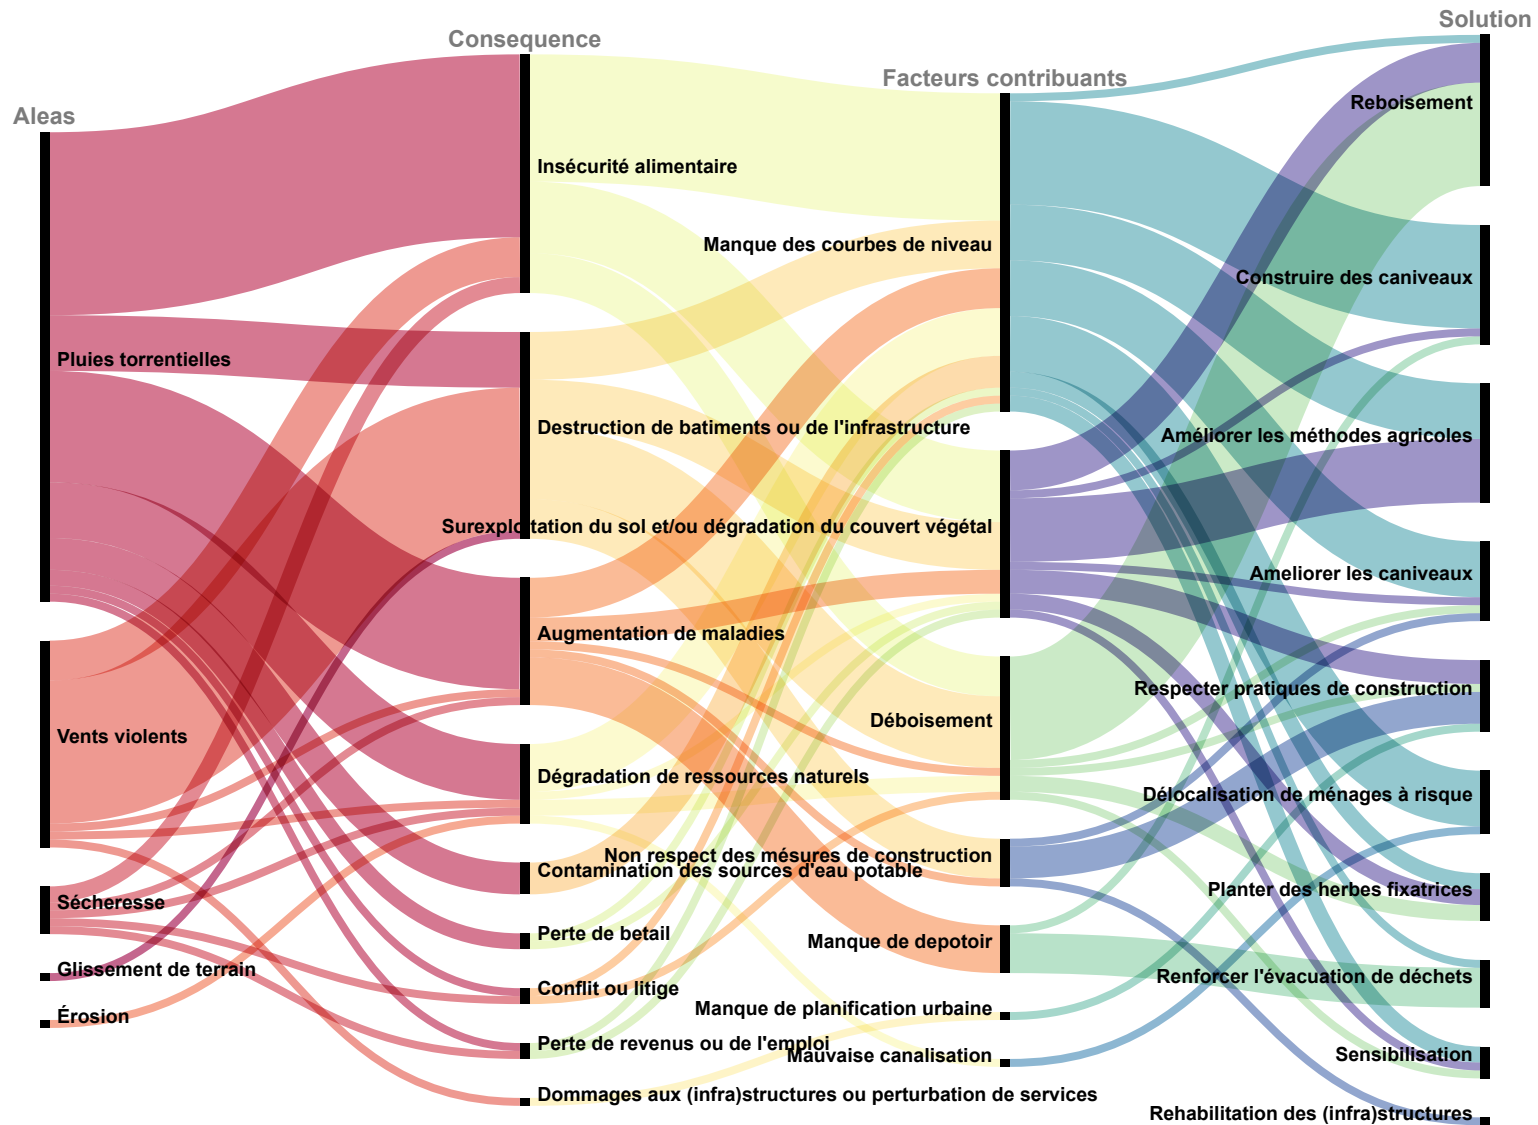 Aleas
Consequence
Facteurs contribuants
Solution
Pluies torrentielles
Vents violents
Sécheresse
Glissement de terrain
Érosion
Insécurité alimentaire
Destruction de batiments ou de l'infrastructure
Augmentation de maladies
Dégradation de ressources naturels
Contamination des sources d'eau potable
Perte de betail
Conflit ou litige
Perte de revenus ou de l'emploi
Dommages aux (infra)structures ou perturbation de services
Manque des courbes de niveau
Surexploitation du sol et/ou dégradation du couvert végétal
Déboisement
Non respect des mésures de construction
Manque de depotoir
Manque de planification urbaine
Mauvaise canalisation
Reboisement
Construire des caniveaux
Améliorer les méthodes agricoles
Ameliorer les caniveaux
Respecter pratiques de construction
Délocalisation de ménages à risque
Planter des herbes fixatrices
Renforcer l'évacuation de déchets
Sensibilisation
Rehabilitation des (infra)structures